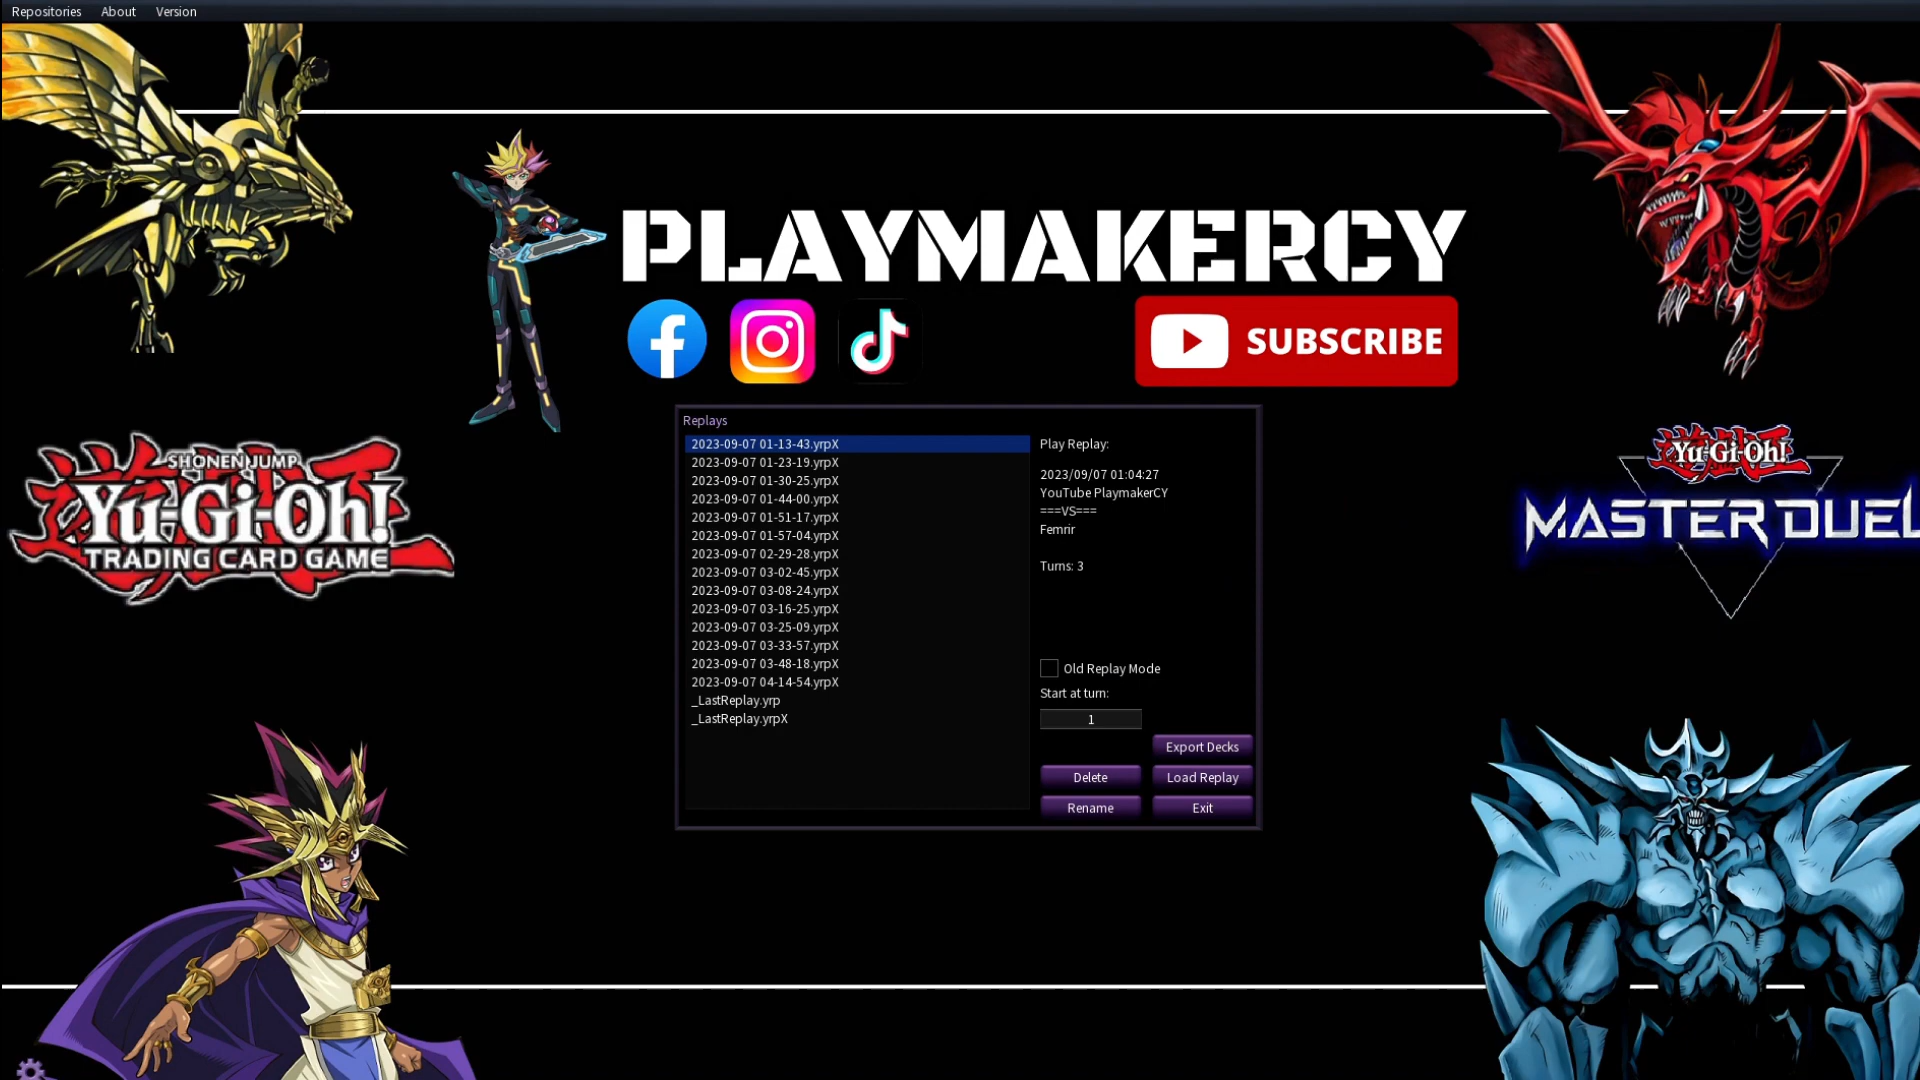 Repositories About Version
PLAYMAKERCY
SUBSCRIBE
SHONEN JUMP
Yu-Gi-Oh!
TRADING CARD GAME
Yu-Gi-Oh!
MASTER DUEL
Replays
2023-09-07 01-13-43.yrpX
2023-09-07 01-23-19.yrpX
2023-09-07 01-30-25.yrpX
2023-09-07 01-44-00.yrpX
2023-09-07 01-51-17.yrpX
2023-09-07 01-57-04.yrpX
2023-09-07 02-29-28.yrpX
2023-09-07 03-02-45.yrpX
2023-09-07 03-08-24.yrpX
2023-09-07 03-16-25.yrpX
2023-09-07 03-25-09.yrpX
2023-09-07 03-33-57.yrpX
2023-09-07 03-48-18.yrpX
2023-09-07 04-14-54.yrpX
_LastReplay.yrp
_LastReplay.yrpX
Play Replay:
2023/09/07 01:04:27
YouTube PlaymakerCY
===VS===
Femrir
Turns: 3
Old Replay Mode
Start at turn:
1
Export Decks
Delete Load Replay
Rename Exit